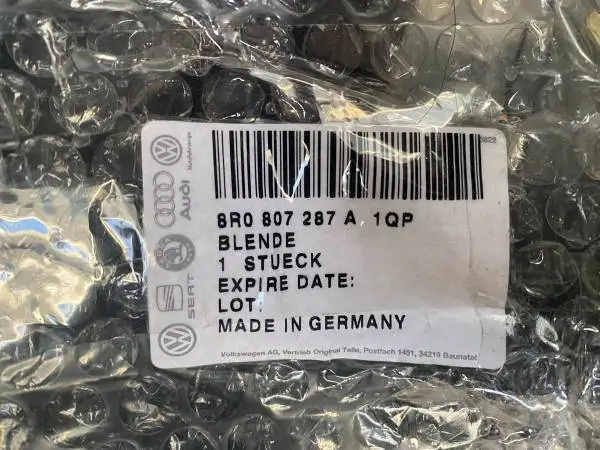 8R0 807 287 A 1QP
BLENDE
1 STUECK
EXPIRE DATE:
LOT:
MADE IN GERMANY
Volkswagen AG, Vertrieb Original Teile, Postfach 1451, 34219 Baunatal
Audi
SEAT